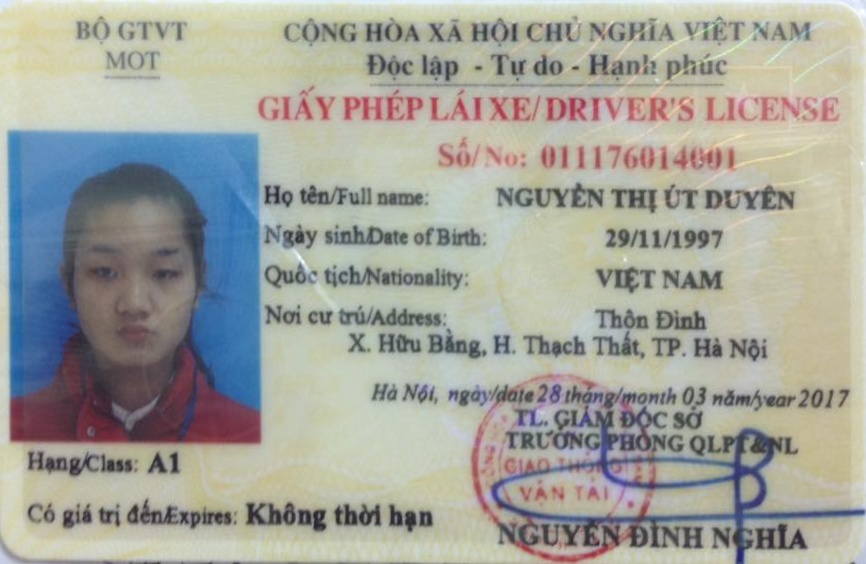 BỘ GTVT
MOT
CỘNG HÒA XÃ HỘI CHỦ NGHĨA VIỆT NAM
Độc lập - Tự do - Hạnh phúc
GIẤY PHÉP LÁI XE/ DRIVER'S LICENSE
Số/No: 011176014001
Họ tên/Full name: NGUYỄN THỊ ÚT DUYÊN
Ngày sinh/Date of Birth: 29/11/1997
Quốc tịch/Nationality: VIỆT NAM
Nơi cư trú/Address: Thôn Đình
X. Hữu Bằng, H. Thạch Thất, TP. Hà Nội
Hà Nội, ngày/date 28 tháng/month 03 năm/year 2017
TL. GIÁM ĐỐC SỞ
TRƯỞNG PHÒNG QLPT&NL
GIAO THÔNG
VẬN TẢI
NGUYỄN ĐÌNH NGHĨA
Hạng/Class: A1
Có giá trị đến/Expires: Không thời hạn